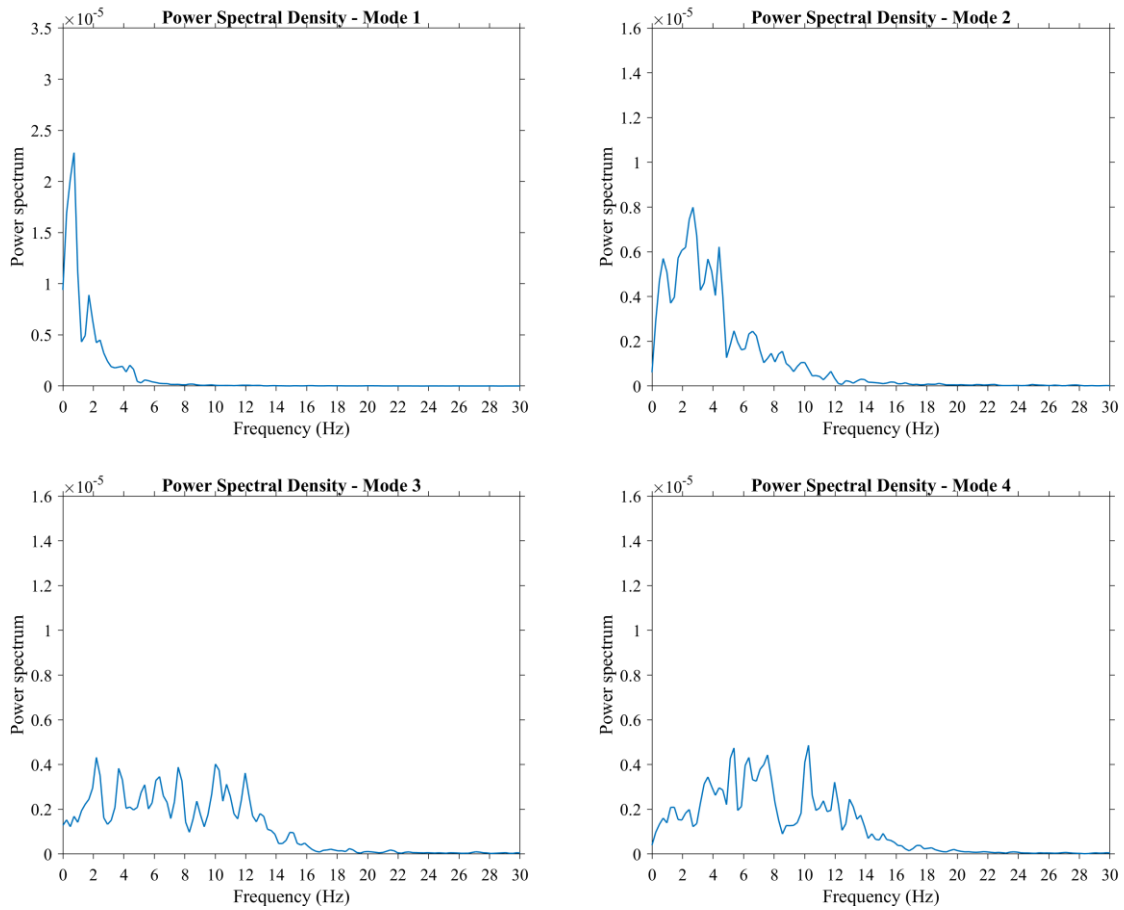 Power Spectral Density - Mode 1
×10⁻⁵
3.5
3
2.5
2
1.5
1
0.5
0
Power spectrum
0 2 4 6 8 10 12 14 16 18 20 22 24 26 28 30
Frequency (Hz)
Power Spectral Density - Mode 2
×10⁻⁵
1.6
1.4
1.2
1
0.8
0.6
0.4
0.2
0
Power spectrum
0 2 4 6 8 10 12 14 16 18 20 22 24 26 28 30
Frequency (Hz)
Power Spectral Density - Mode 3
×10⁻⁵
1.6
1.4
1.2
1
0.8
0.6
0.4
0.2
0
Power spectrum
0 2 4 6 8 10 12 14 16 18 20 22 24 26 28 30
Frequency (Hz)
Power Spectral Density - Mode 4
×10⁻⁵
1.6
1.4
1.2
1
0.8
0.6
0.4
0.2
0
Power spectrum
0 2 4 6 8 10 12 14 16 18 20 22 24 26 28 30
Frequency (Hz)